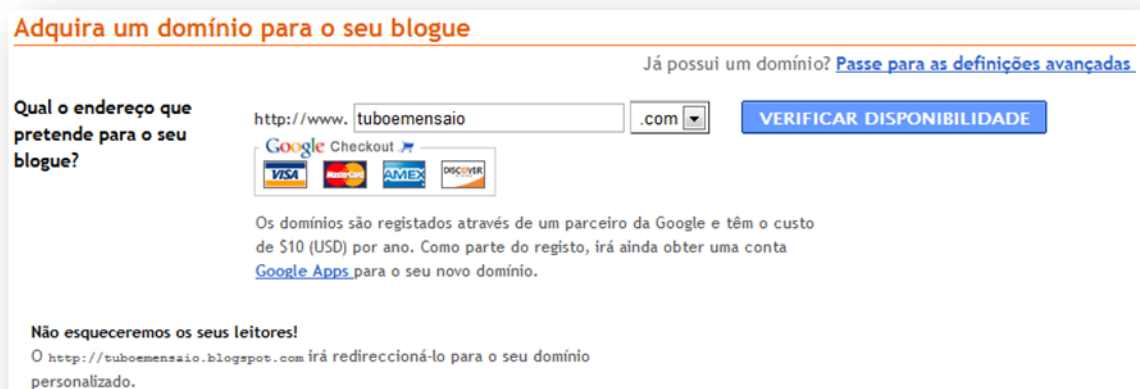 Adquira um domínio para o seu blogue
Já possui um domínio? Passe para as definições avançadas
Qual o endereço que
pretende para o seu
blogue?
http://www. tuboemensaio .com VERIFICAR DISPONIBILIDADE
Google Checkout
VISA MasterCard AMEX DISCOVER
Os domínios são registados através de um parceiro da Google e têm o custo
de $10 (USD) por ano. Como parte do registo, irá ainda obter uma conta
Google Apps para o seu novo domínio.
Não esqueceremos os seus leitores!
O http://tuboemensaio.blogspot.com irá redireccioná-lo para o seu domínio
personalizado.